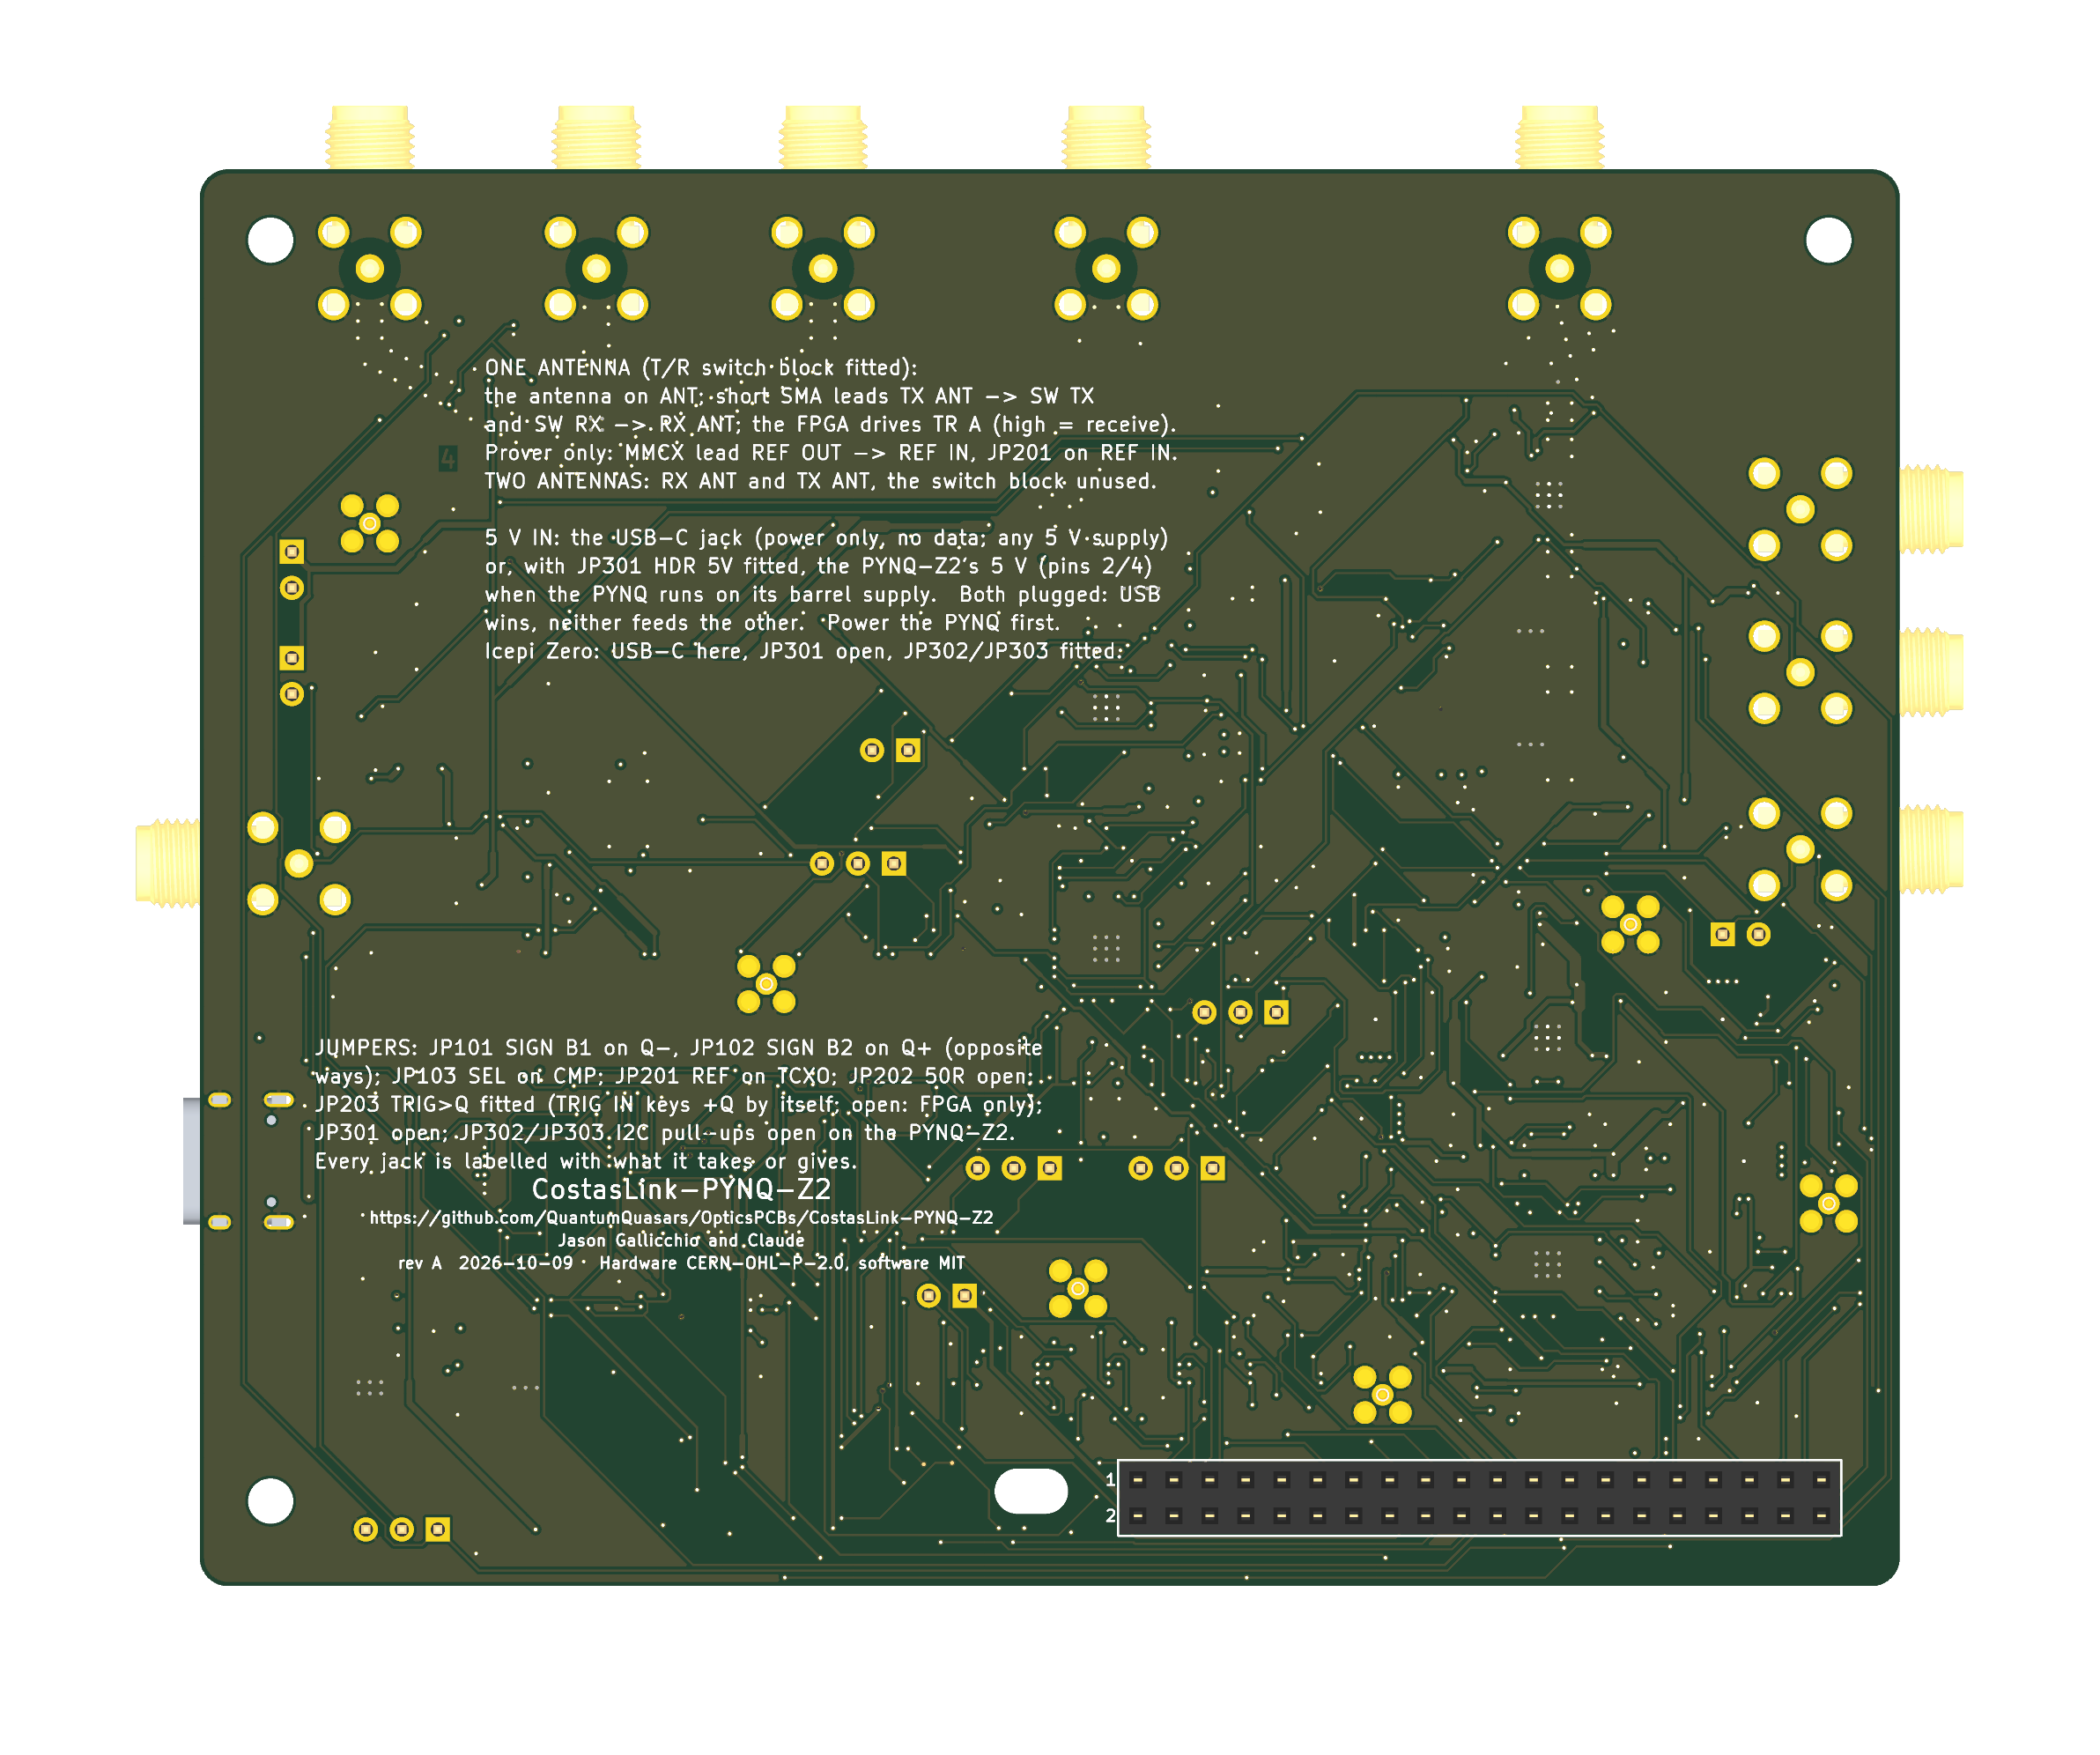 ONE ANTENNA (T/R switch block fitted):
the antenna on ANT; short SMA leads TX ANT -> SW TX
and SW RX -> RX ANT; the FPGA drives TR A (high = receive).
4
Prover only: MMCX lead REF OUT -> REF IN, JP201 on REF IN.
TWO ANTENNAS: RX ANT and TX ANT, the switch block unused.
5 V IN: the USB-C jack (power only, no data; any 5 V supply)
or, with JP301 HDR 5V fitted, the PYNQ-Z2's 5 V (pins 2/4)
when the PYNQ runs on its barrel supply.  Both plugged: USB
wins, neither feeds the other.  Power the PYNQ first.
Icepi Zero: USB-C here, JP301 open, JP302/JP303 fitted.
JUMPERS: JP101 SIGN B1 on Q-, JP102 SIGN B2 on Q+ (opposite
ways); JP103 SEL on CMP; JP201 REF on TCXO; JP202 50R open;
JP203 TRIG>Q fitted (TRIG IN keys +Q by itself; open: FPGA only);
JP301 open; JP302/JP303 I2C pull-ups open on the PYNQ-Z2.
Every jack is labelled with what it takes or gives.
CostasLink-PYNQ-Z2
https://github.com/QuantumQuasars/OpticsPCBs/CostasLink-PYNQ-Z2
Jason Gallicchio and Claude
rev A  2026-10-09  Hardware CERN-OHL-P-2.0, software MIT
1
2